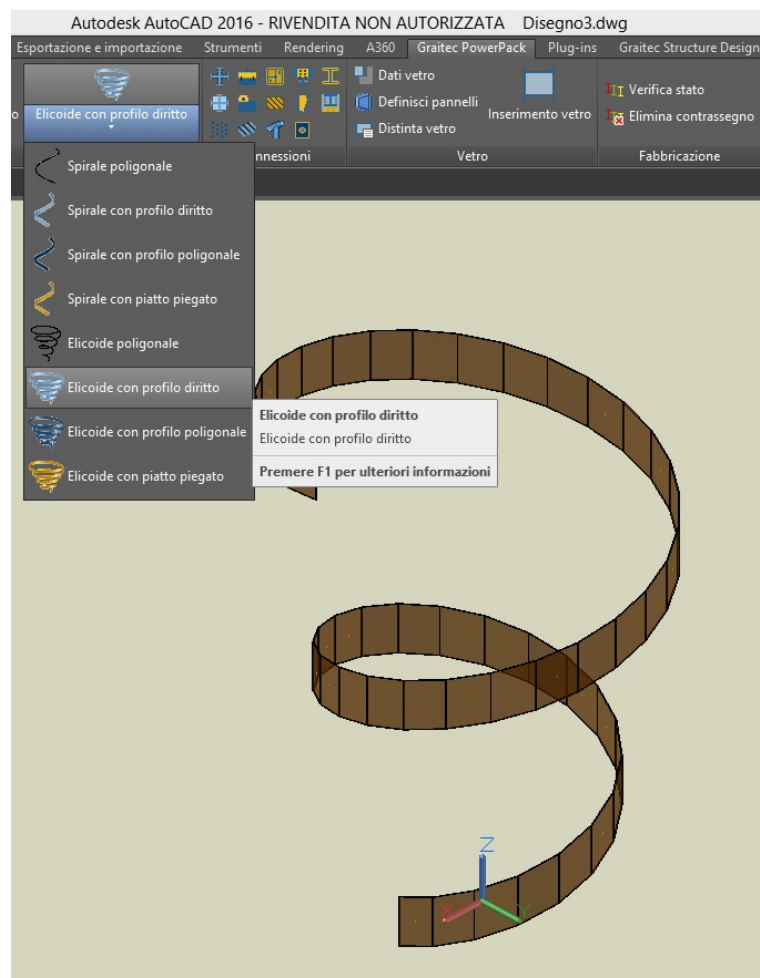 Autodesk AutoCAD 2016 - RIVENDITA NON AUTORIZZATA Disegno3.dwg
Esportazione e importazione Strumenti Rendering A360 Graitec PowerPack Plug-ins Graitec Structure Design
Elicoide con profilo diritto
Dati vetro
Definisci pannelli
Distinta vetro
Inserimento vetro
Verifica stato
Elimina contrassegno
nnessioni Vetro Fabbricazione
Spirale poligonale
Spirale con profilo diritto
Spirale con profilo poligonale
Spirale con piatto piegato
Elicoide poligonale
Elicoide con profilo diritto
Elicoide con profilo poligonale
Elicoide con piatto piegato
Elicoide con profilo diritto
Elicoide con profilo diritto
Premere F1 per ulteriori informazioni
Z
X
Y